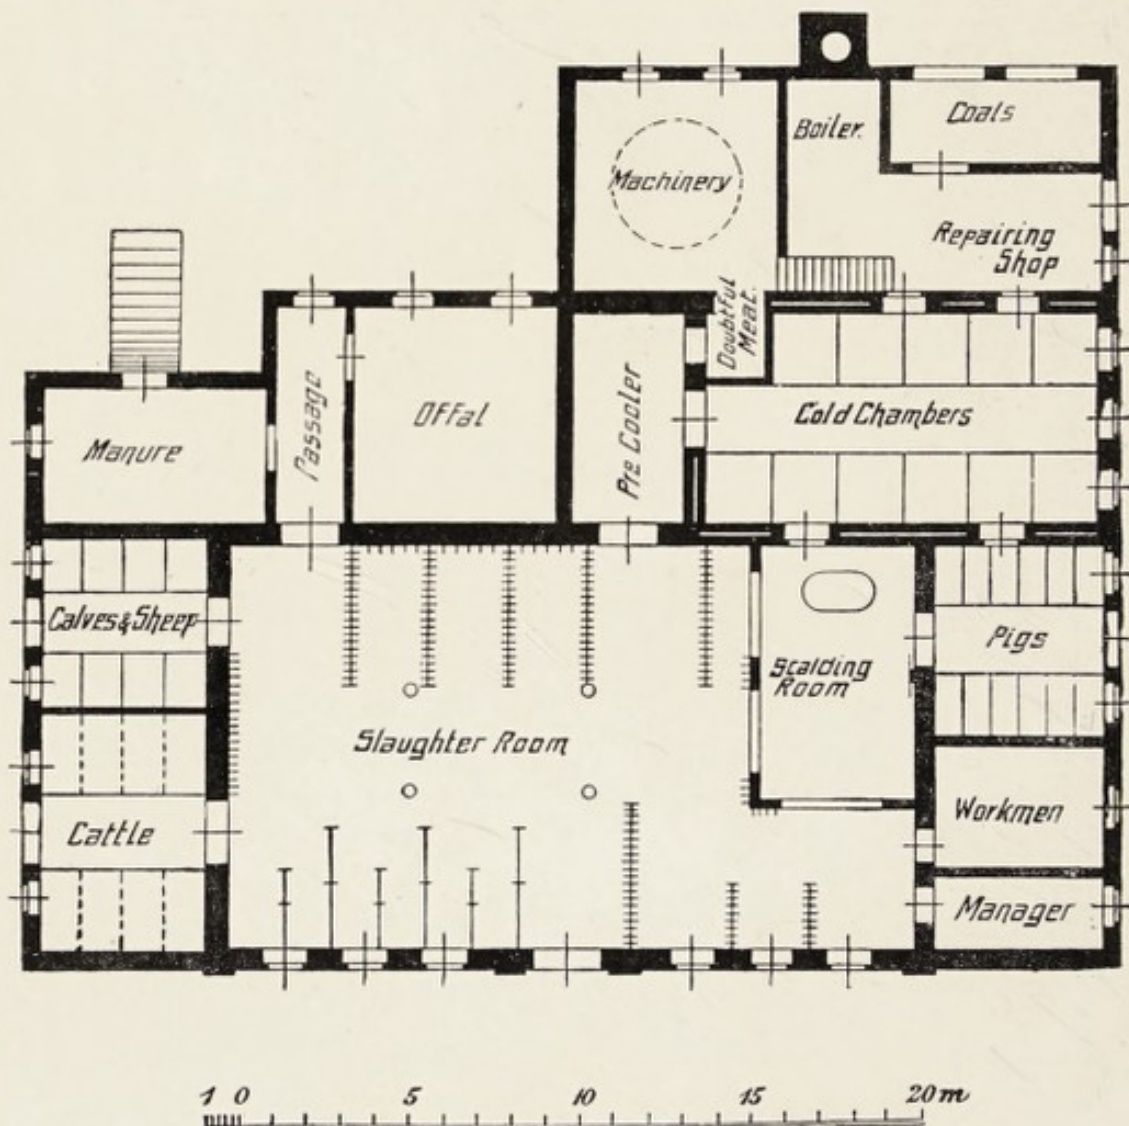 Coals
Boiler.
Machinery
Repairing
Shop
Doubtful
Meat.
Passage
Offal
Pre Cooler
Cold Chambers
Manure
Calves & Sheep
Pigs
Scalding
Room
Slaughter Room
Workmen
Cattle
Manager
1 0 5 10 15 20 m